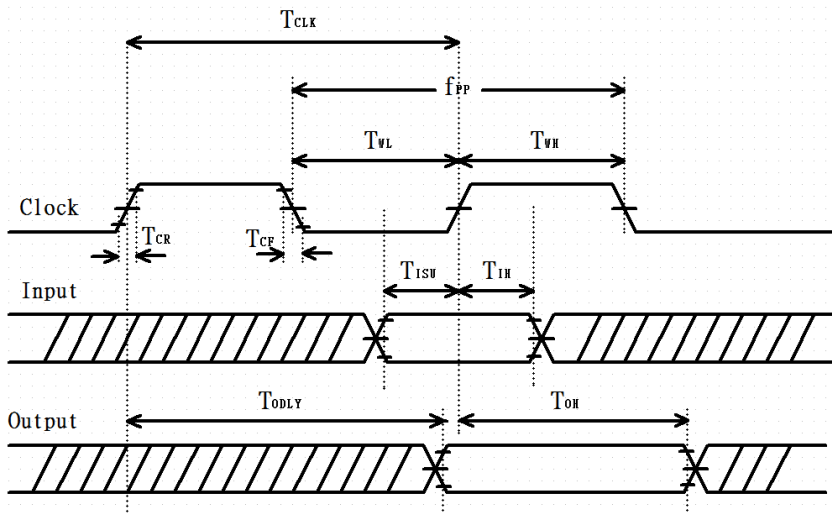 TCLK
fPP
TWL TWH
Clock
TCR TCF
TISU TIH
Input
TODLY TOH
Output